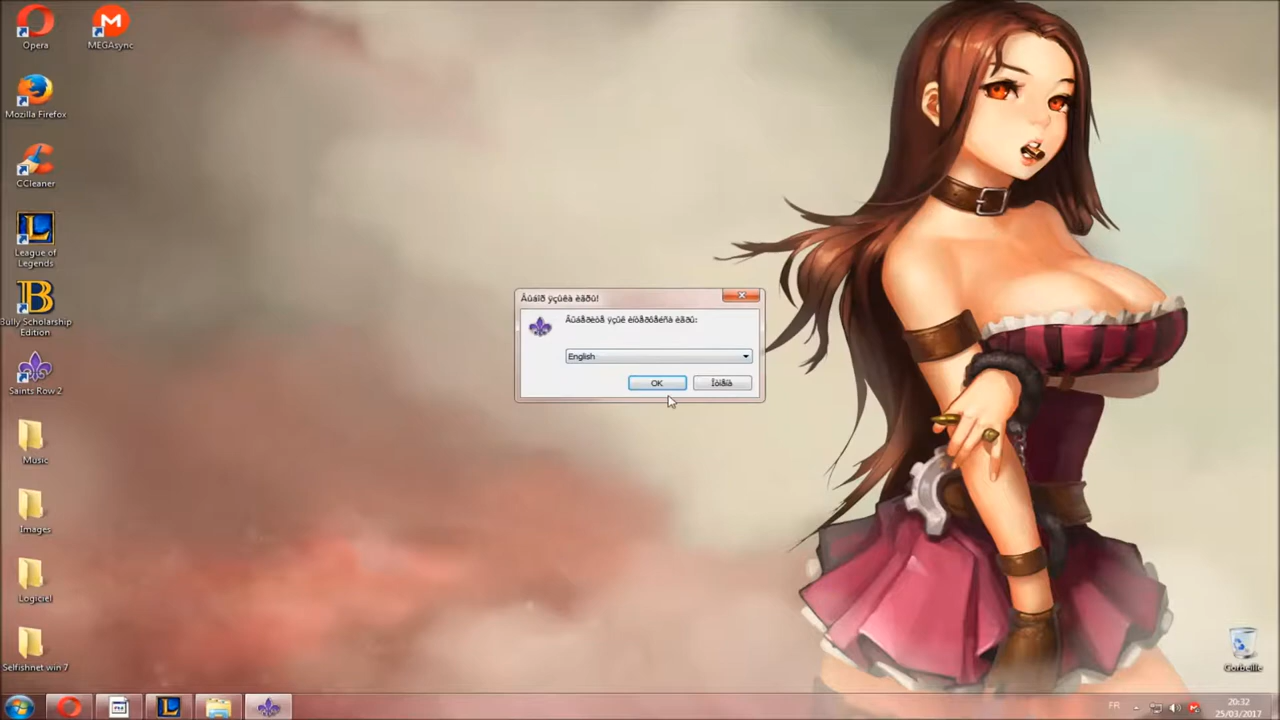 Opera
MEGAsync
Mozilla Firefox
CCleaner
League of
Legends
Bully Scholarship
Edition
Saints Row 2
Music
Images
Logiciel
Selfishnet win 7
Âûáîð ÿçûêà èãðû!
Âûáåðèòå ÿçûê èíòåðôåéñà èãðû:
English
OK
Îòìåíà
Corbeille
FR
20:32
25/03/2017